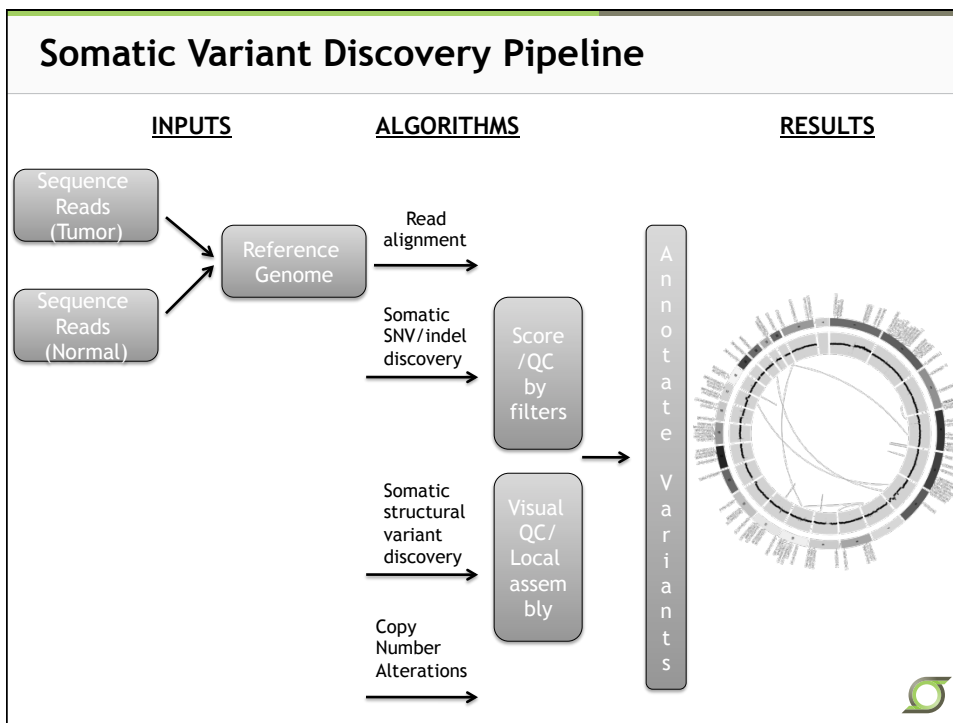 Somatic Variant Discovery Pipeline
INPUTS
ALGORITHMS
RESULTS
Sequence
Reads
(Tumor)
Sequence
Reads
(Normal)
Reference
Genome
Read
alignment
Somatic
SNV/indel
discovery
Score
/QC
by
filters
Somatic
structural
variant
discovery
Visual
QC/
Local
assem
bly
Copy
Number
Alterations
A
n
n
o
t
a
t
e
V
a
r
i
a
n
t
s